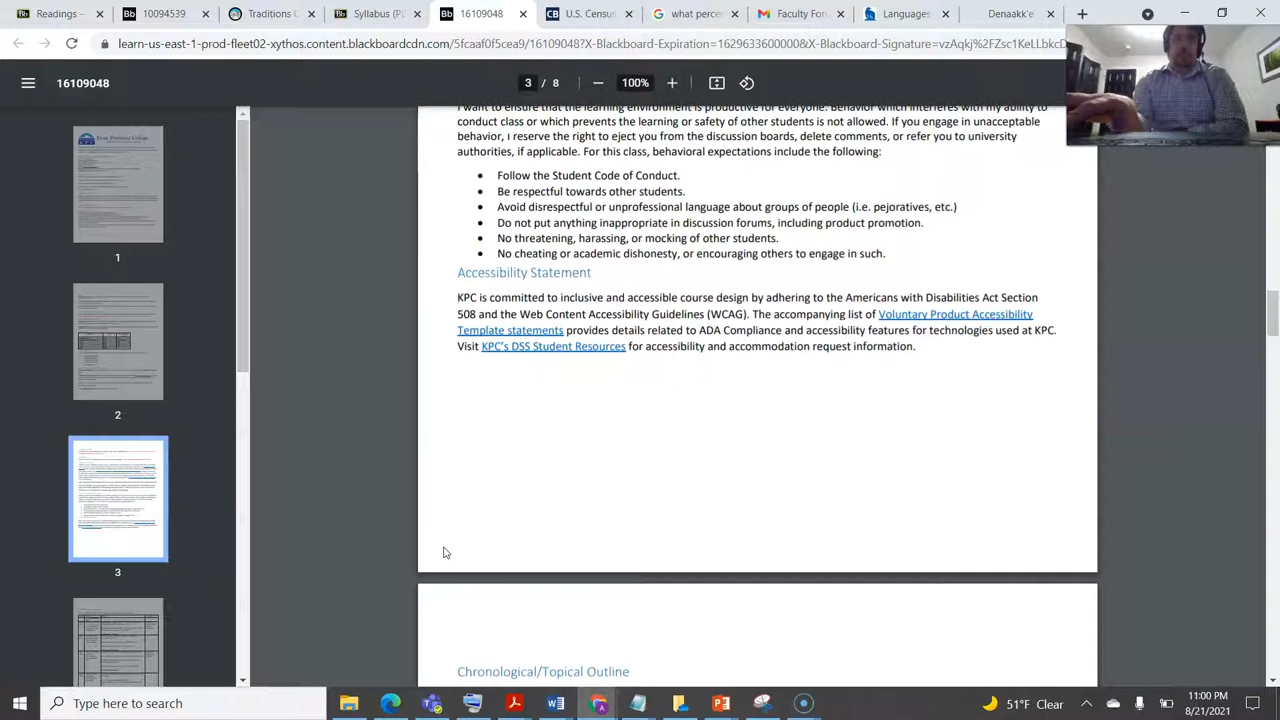 Readings –
10094539
Traditions (
Syllabus (P
16109048
U.S. Census
what perce
Faculty For
Languages
Denaakk'e
learn-us-east-1-prod-fleet02-xythos.content.blackboardcdn.com/5fcaaf0f5cea9/16109048?X-Blackboard-Expiration=1629633600000&X-Blackboard-Signature=vzAqkj%2FZsc1KeLLbkcD
16109048
3 / 8
100%
I want to ensure that the learning environment is productive for everyone. Behavior which interferes with my ability to
conduct class or which prevents the learning or safety of other students is not allowed. If you engage in unacceptable
behavior, I reserve the right to eject you from the discussion boards, delete comments, or refer you to university
authorities, if applicable. For this class, behavioral expectations include the following:
• Follow the Student Code of Conduct.
• Be respectful towards other students.
• Avoid disrespectful or unprofessional language about groups of people (i.e. pejoratives, etc.)
• Do not put anything inappropriate in discussion forums, including product promotion.
• No threatening, harassing, or mocking of other students.
• No cheating or academic dishonesty, or encouraging others to engage in such.
Accessibility Statement
KPC is committed to inclusive and accessible course design by adhering to the Americans with Disabilities Act Section
508 and the Web Content Accessibility Guidelines (WCAG). The accompanying list of Voluntary Product Accessibility
Template statements provides details related to ADA Compliance and accessibility features for technologies used at KPC.
Visit KPC's DSS Student Resources for accessibility and accommodation request information.
Chronological/Topical Outline
1
2
3
Type here to search
51°F Clear
11:00 PM
8/21/2021